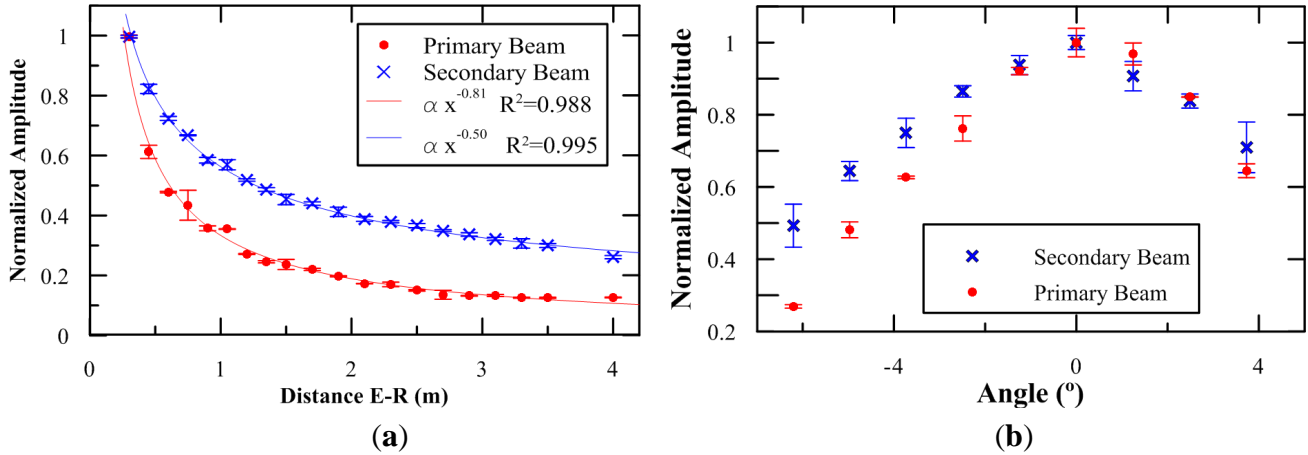 Normalized Amplitude
1
0.8
0.6
0.4
0.2
0
Primary Beam
Secondary Beam
α x^-0.81 R²=0.988
α x^-0.50 R²=0.995
0 1 2 3 4
Distance E-R (m)
(a)
Normalized Amplitude
1
0.8
0.6
0.4
0.2
Secondary Beam
Primary Beam
-4 0 4
Angle (º)
(b)